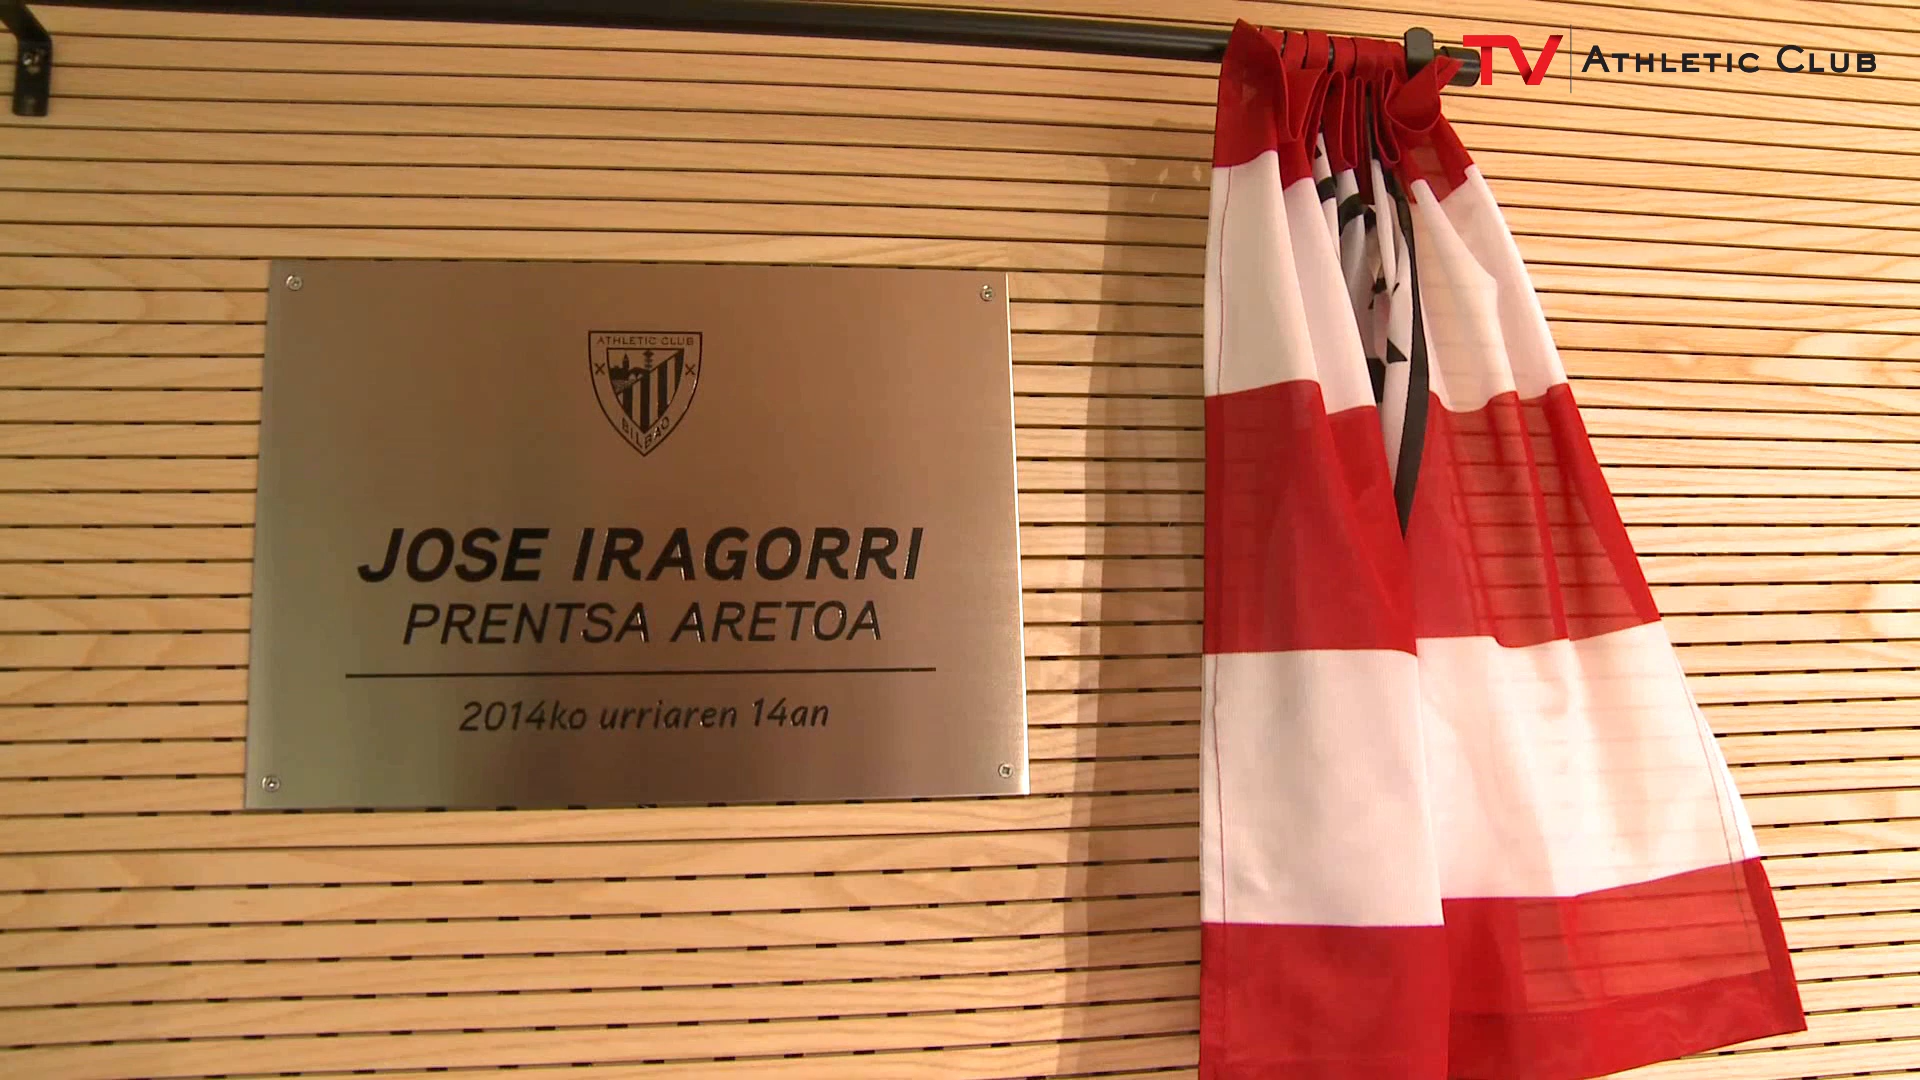 TV ATHLETIC CLUB
ATHLETIC CLUB
BILBAO
JOSE IRAGORRI
PRENTSA ARETOA
2014ko urriaren 14an